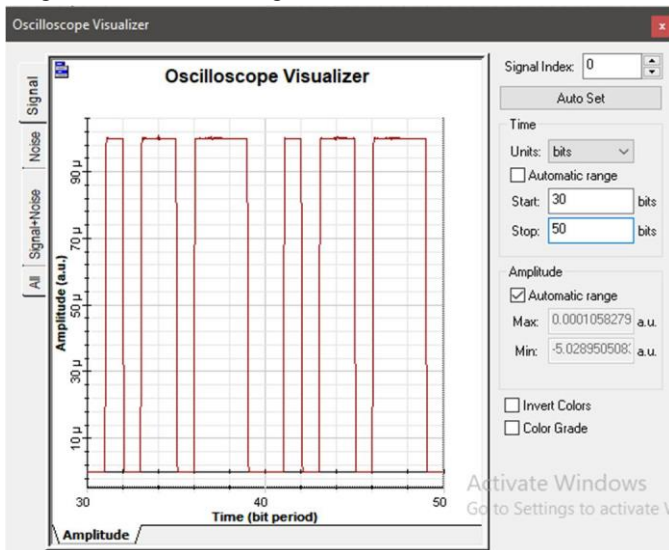 Oscilloscope Visualizer
Signal
Noise
Signal+Noise
All
Oscilloscope Visualizer
Amplitude (a.u.)
90 µ
70 µ
50 µ
30 µ
10 µ
30
40
50
Time (bit period)
Amplitude
Signal Index: 0
Auto Set
Time
Units: bits
Automatic range
Start: 30 bits
Stop: 50 bits
Amplitude
Automatic range
Max: 0.0001058279 a.u.
Min: -5.028950508 a.u.
Invert Colors
Color Grade
Activate Windows
Go to Settings to activate